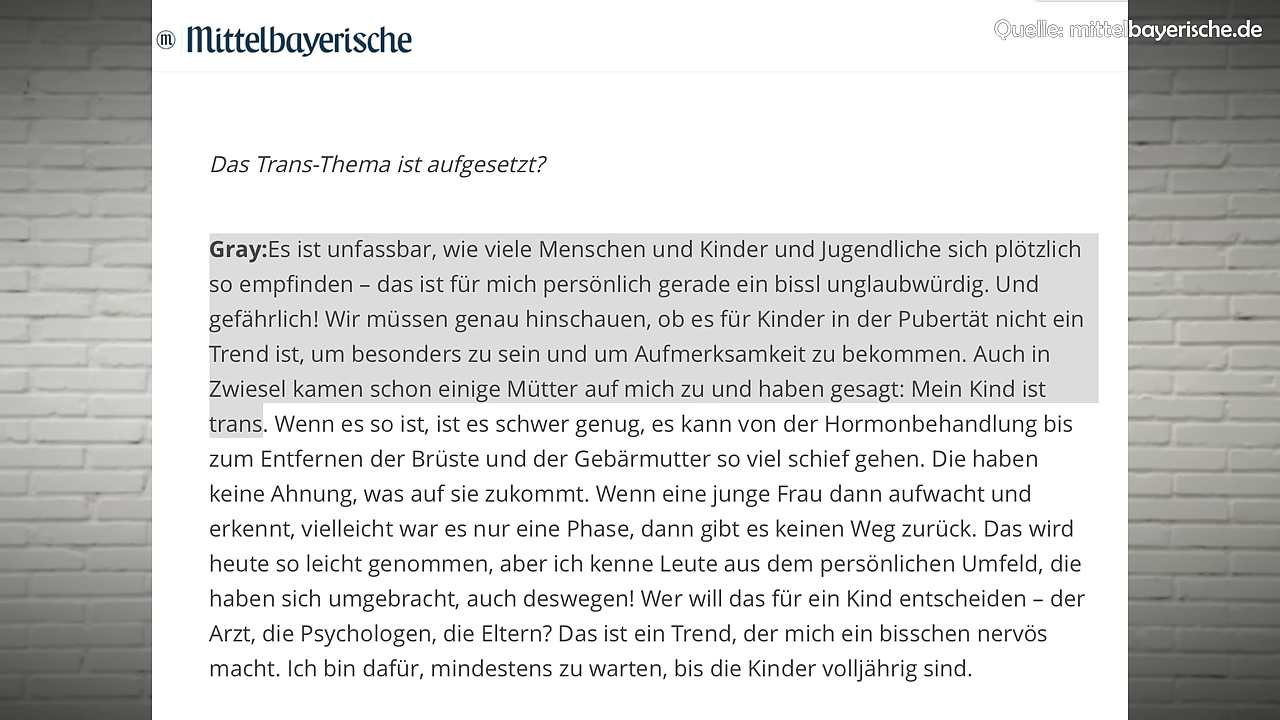 m Mittelbayerische
Quelle: mittelbayerische.de
Das Trans-Thema ist aufgesetzt?
Gray:Es ist unfassbar, wie viele Menschen und Kinder und Jugendliche sich plötzlich
so empfinden – das ist für mich persönlich gerade ein bissl unglaubwürdig. Und
gefährlich! Wir müssen genau hinschauen, ob es für Kinder in der Pubertät nicht ein
Trend ist, um besonders zu sein und um Aufmerksamkeit zu bekommen. Auch in
Zwiesel kamen schon einige Mütter auf mich zu und haben gesagt: Mein Kind ist
trans. Wenn es so ist, ist es schwer genug, es kann von der Hormonbehandlung bis
zum Entfernen der Brüste und der Gebärmutter so viel schief gehen. Die haben
keine Ahnung, was auf sie zukommt. Wenn eine junge Frau dann aufwacht und
erkennt, vielleicht war es nur eine Phase, dann gibt es keinen Weg zurück. Das wird
heute so leicht genommen, aber ich kenne Leute aus dem persönlichen Umfeld, die
haben sich umgebracht, auch deswegen! Wer will das für ein Kind entscheiden – der
Arzt, die Psychologen, die Eltern? Das ist ein Trend, der mich ein bisschen nervös
macht. Ich bin dafür, mindestens zu warten, bis die Kinder volljährig sind.